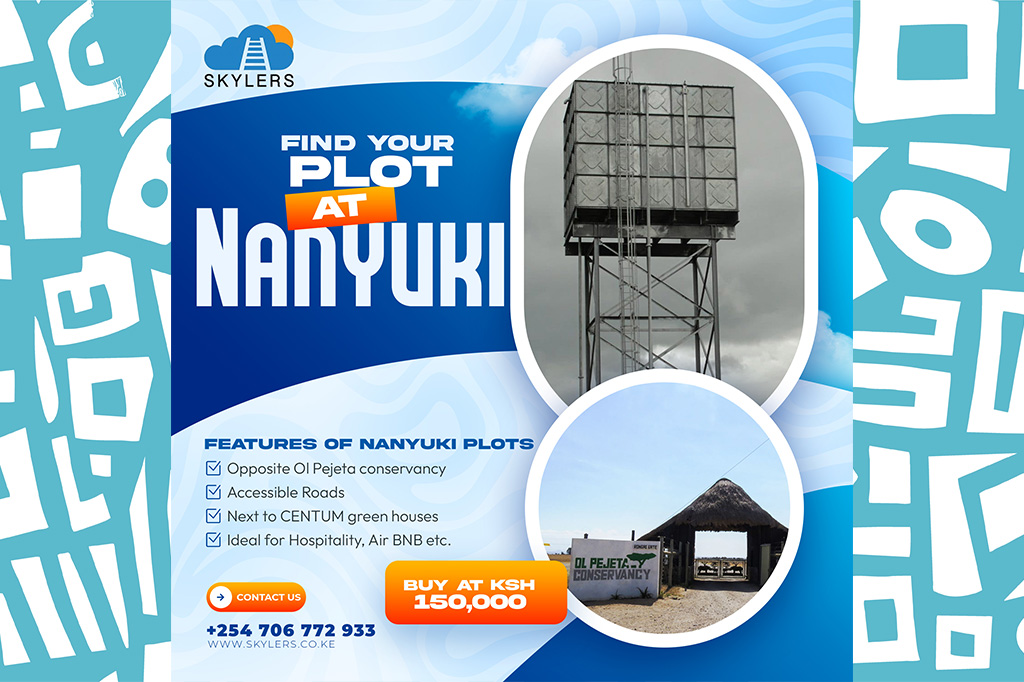 SKYLERS
FIND YOUR
PLOT
AT
NANYUKI
FEATURES OF NANYUKI PLOTS
Opposite Ol Pejeta conservancy
Accessible Roads
Next to CENTUM green houses
Ideal for Hospitality, Air BNB etc.
OL PEJETA
CONSERVANCY
BUY AT KSH
150,000
CONTACT US
+254 706 772 933
WWW.SKYLERS.CO.KE